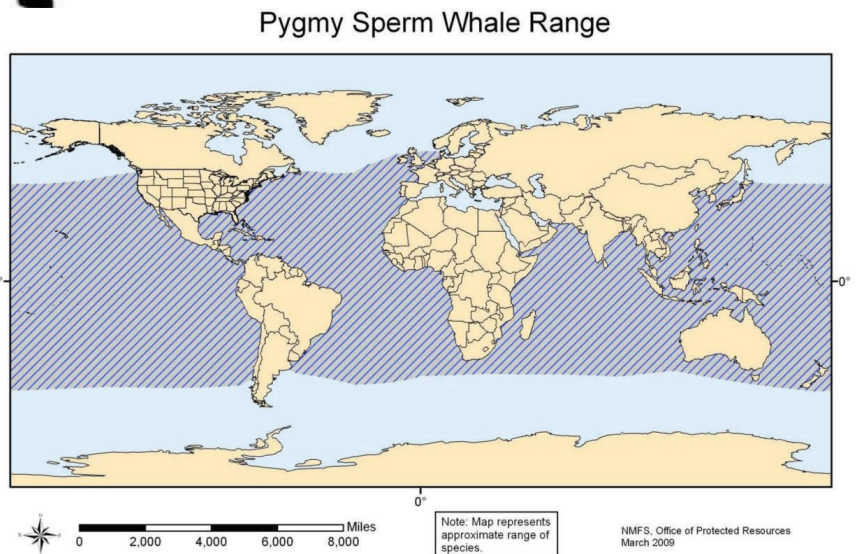 Pygmy Sperm Whale Range
0°
0°
Miles
0 2,000 4,000 6,000 8,000
Note: Map represents
approximate range of
species.
NMFS, Office of Protected Resources
March 2009